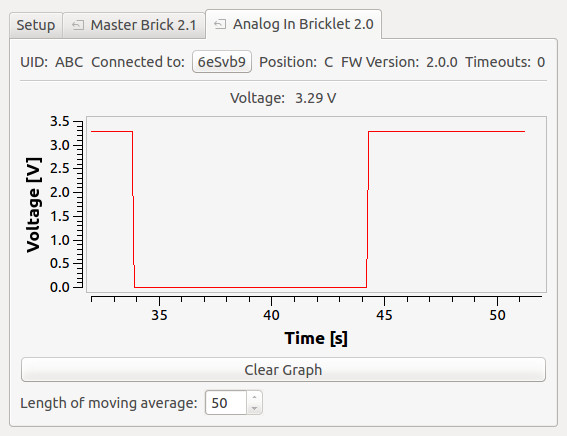 Setup Master Brick 2.1 Analog In Bricklet 2.0
UID: ABC Connected to: 6eSvb9 Position: C FW Version: 2.0.0 Timeouts: 0
Voltage: 3.29 V
3.5
3.0
2.5
2.0
1.5
1.0
0.5
0.0
Voltage [V]
35 40 45 50
Time [s]
Clear Graph
Length of moving average: 50